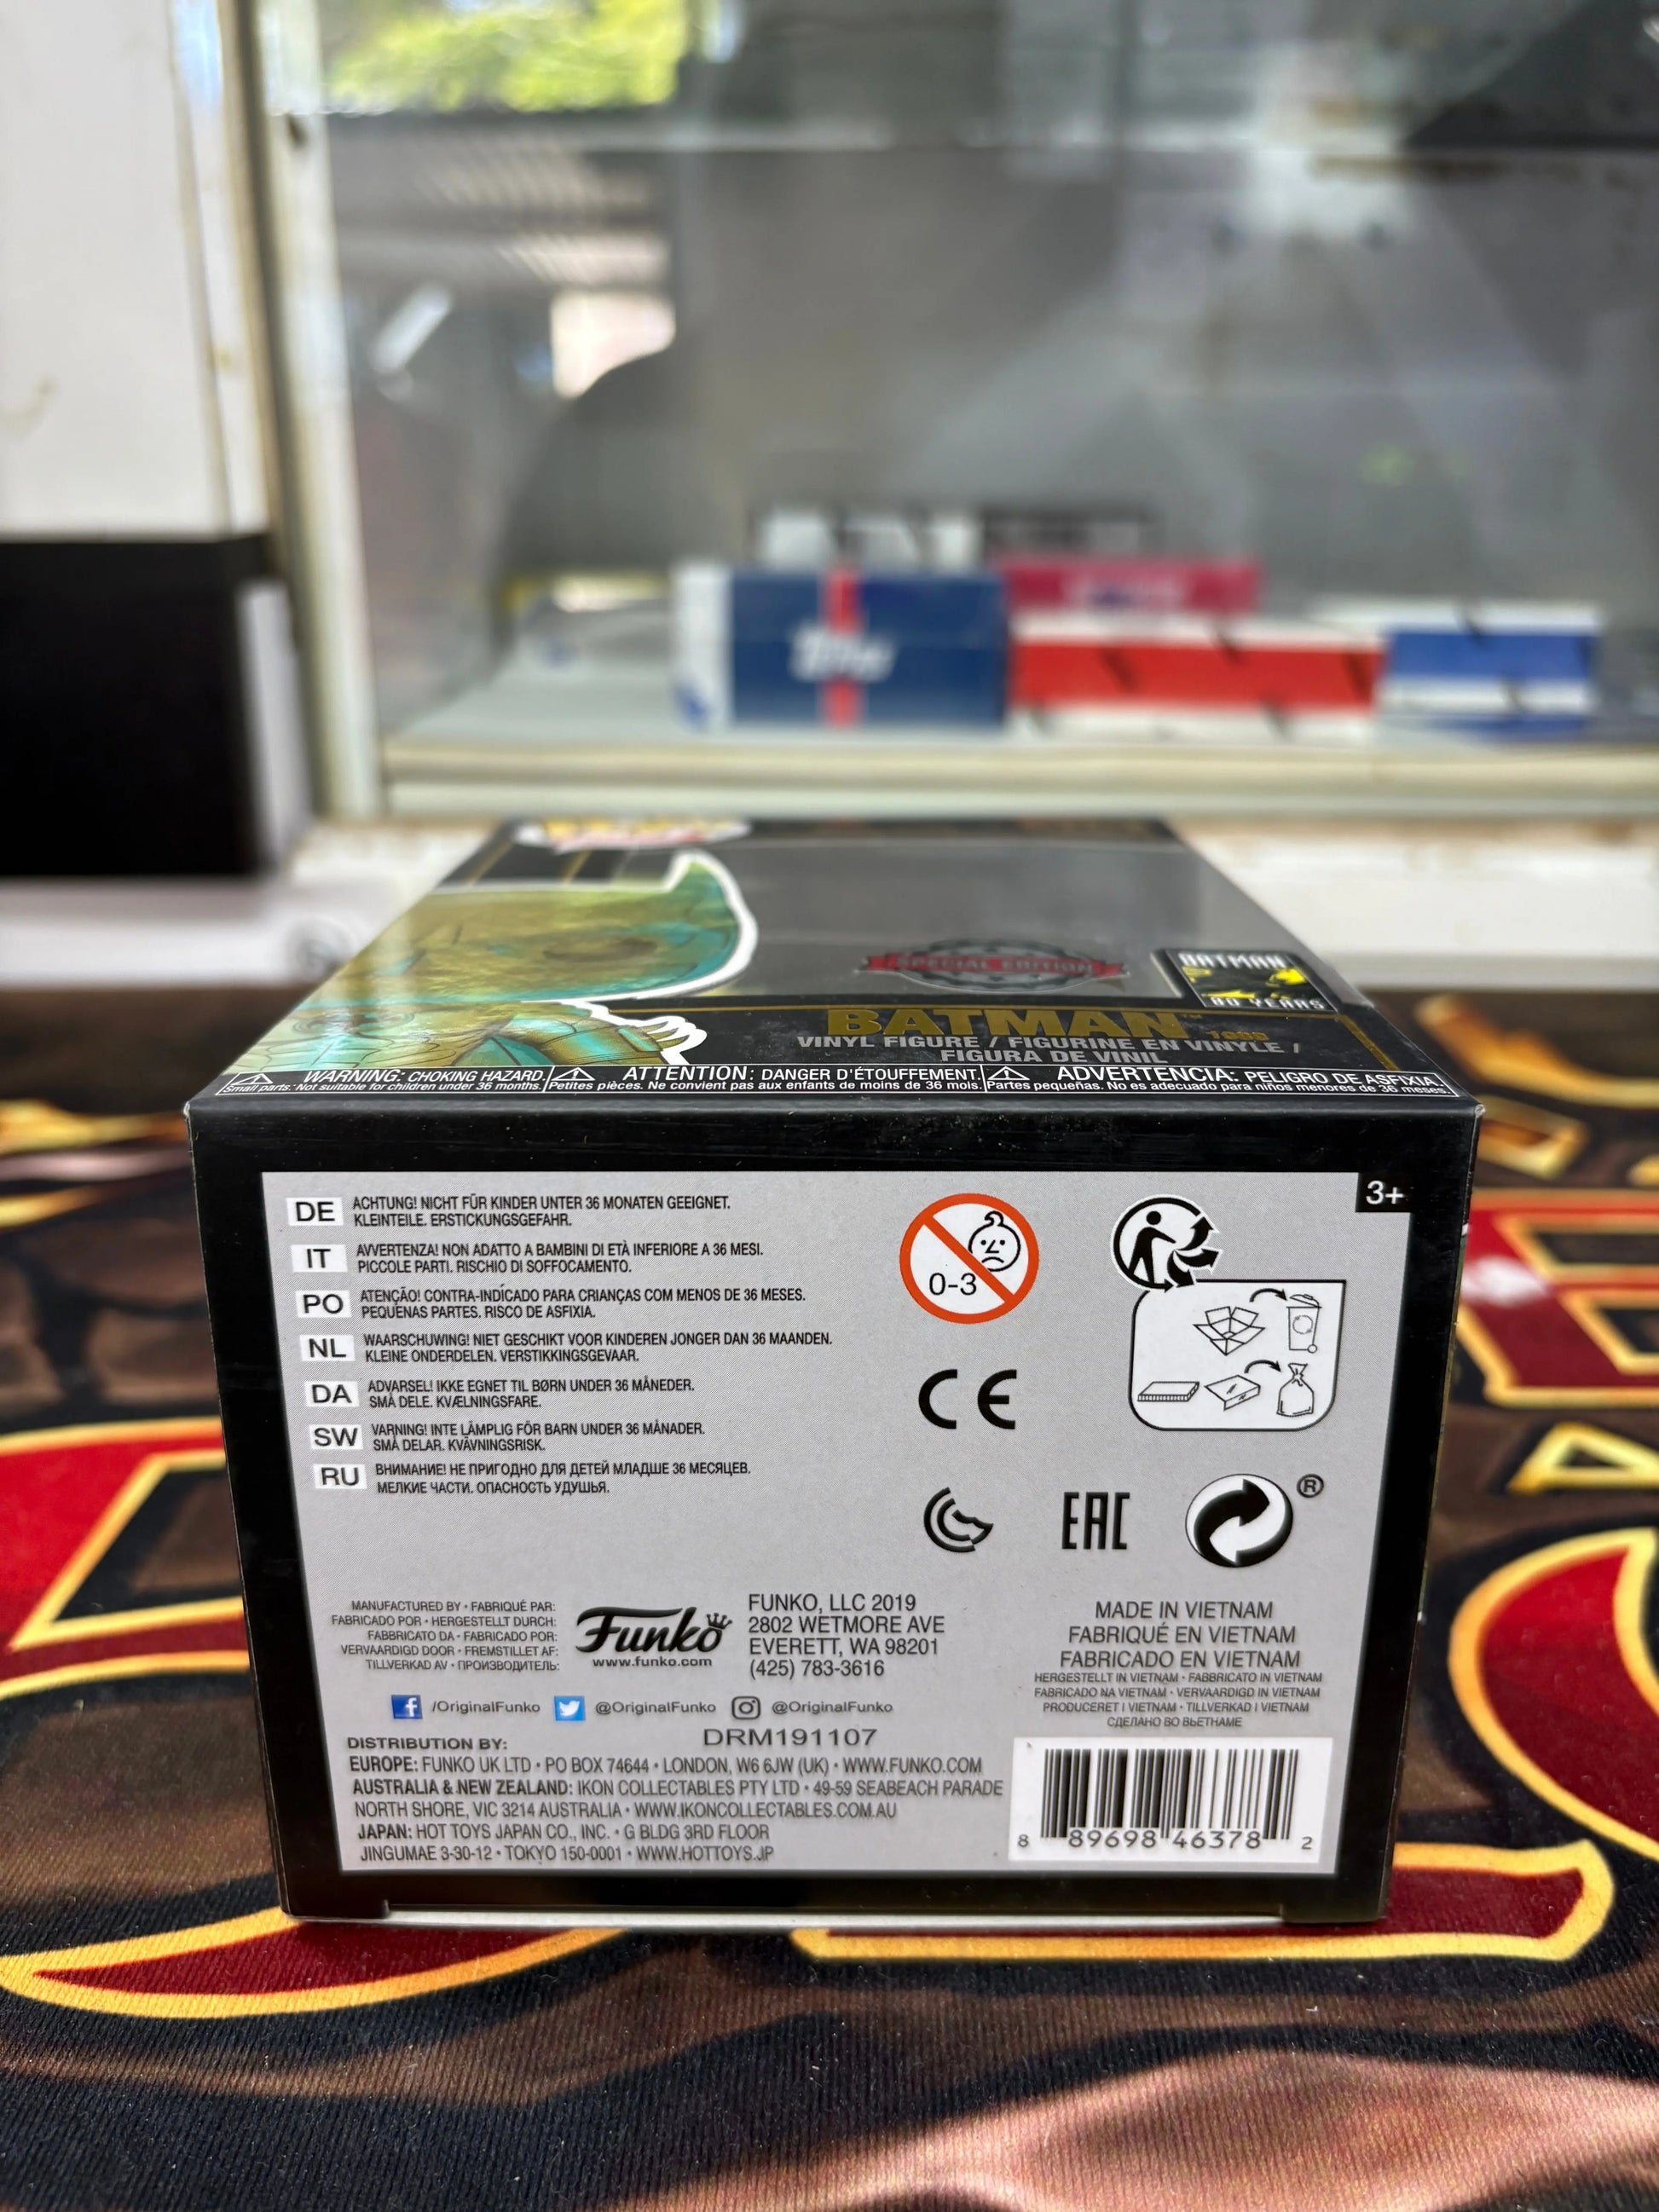 Topps
SPECIAL EDITION
BATMAN
80 YEARS
BATMAN™ 1989
VINYL FIGURE / FIGURINE EN VINYLE /
FIGURA DE VINIL
WARNING: CHOKING HAZARD.
Small parts. Not suitable for children under 36 months.
ATTENTION: DANGER D'ÉTOUFFEMENT.
Petites pièces. Ne convient pas aux enfants de moins de 36 mois.
ADVERTENCIA: PELIGRO DE ASFIXIA.
Partes pequeñas. No es adecuado para niños menores de 36 meses.
3+
DE ACHTUNG! NICHT FÜR KINDER UNTER 36 MONATEN GEEIGNET.
KLEINTEILE. ERSTICKUNGSGEFAHR.
IT AVVERTENZA! NON ADATTO A BAMBINI DI ETÀ INFERIORE A 36 MESI.
PICCOLE PARTI. RISCHIO DI SOFFOCAMENTO.
PO ATENÇÃO! CONTRA-INDÍCADO PARA CRIANÇAS COM MENOS DE 36 MESES.
PEQUENAS PARTES. RISCO DE ASFIXIA.
NL WAARSCHUWING! NIET GESCHIKT VOOR KINDEREN JONGER DAN 36 MAANDEN.
KLEINE ONDERDELEN. VERSTIKKINGSGEVAAR.
DA ADVARSEL! IKKE EGNET TIL BØRN UNDER 36 MÅNEDER.
SMÅ DELE. KVÆLNINGSFARE.
SW VARNING! INTE LÄMPLIG FÖR BARN UNDER 36 MÅNADER.
SMÅ DELAR. KVÄVNINGSRISK.
RU ВНИМАНИЕ! НЕ ПРИГОДНО ДЛЯ ДЕТЕЙ МЛАДШЕ 36 МЕСЯЦЕВ.
МЕЛКИЕ ЧАСТИ. ОПАСНОСТЬ УДУШЬЯ.
0-3
CE
EAC
®
MANUFACTURED BY • FABRIQUÉ PAR:
FABRICADO POR • HERGESTELLT DURCH:
FABBRICATO DA • FABRICADO POR:
VERVAARDIGD DOOR • FREMSTILLET AF:
TILLVERKAD AV • ПРОИЗВОДИТЕЛЬ:
Funko
www.funko.com
FUNKO, LLC 2019
2802 WETMORE AVE
EVERETT, WA 98201
(425) 783-3616
MADE IN VIETNAM
FABRIQUÉ EN VIETNAM
FABRICADO EN VIETNAM
HERGESTELLT IN VIETNAM • FABBRICATO IN VIETNAM
FABRICADO NA VIETNAM • VERVAARDIGD IN VIETNAM
PRODUCERET I VIETNAM • TILLVERKAD I VIETNAM
СДЕЛАНО ВО ВЬЕТНАМЕ
/OriginalFunko @OriginalFunko @OriginalFunko
DRM191107
DISTRIBUTION BY:
EUROPE: FUNKO UK LTD • PO BOX 74644 • LONDON, W6 6JW (UK) • WWW.FUNKO.COM
AUSTRALIA & NEW ZEALAND: IKON COLLECTABLES PTY LTD • 49-59 SEABEACH PARADE
NORTH SHORE, VIC 3214 AUSTRALIA • WWW.IKONCOLLECTABLES.COM.AU
JAPAN: HOT TOYS JAPAN CO., INC. • G BLDG 3RD FLOOR
JINGUMAE 3-30-12 • TOKYO 150-0001 • WWW.HOTTOYS.JP
8 89698 46378 2